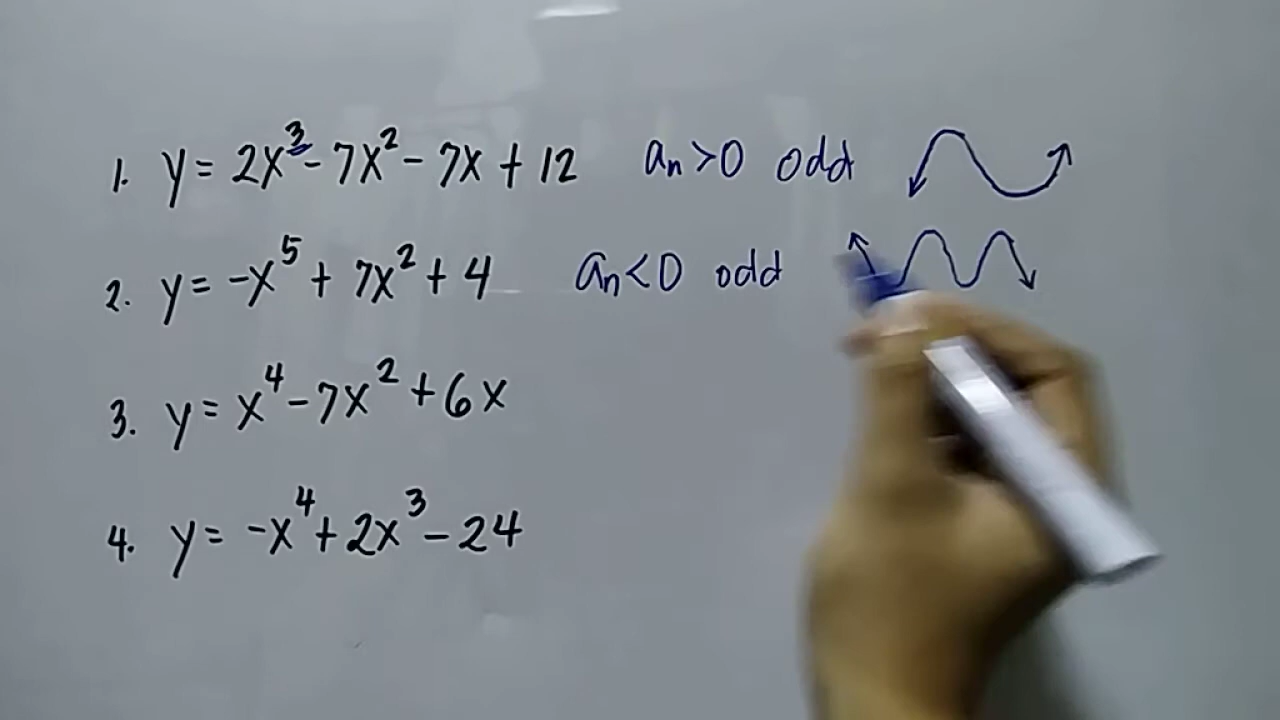 1. y = 2x³ - 7x² - 7x + 12 aₙ > 0 odd
2. y = -x⁵ + 7x² + 4 aₙ < 0 odd
3. y = x⁴ - 7x² + 6x
4. y = -x⁴ + 2x³ - 24